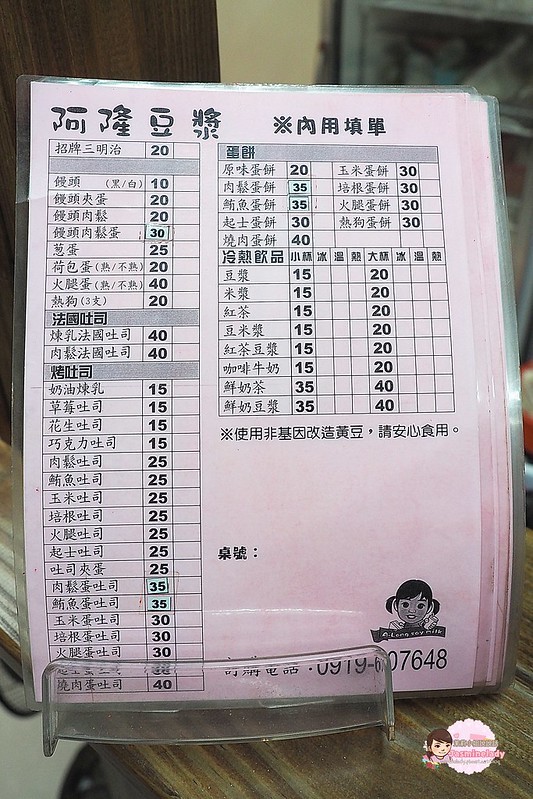 阿隆豆漿 ※內用填單
招牌三明治 20
饅頭 (黑/白) 10
饅頭夾蛋 20
饅頭肉鬆 20
饅頭肉鬆蛋 30
蔥蛋 25
荷包蛋(熟/不熟) 20
火腿蛋(熟/不熟) 40
熱狗(3支) 20
法國吐司
煉乳法國吐司 40
肉鬆法國吐司 40
烤吐司
奶油煉乳 15
草莓吐司 15
花生吐司 15
巧克力吐司 15
肉鬆吐司 25
鮪魚吐司 25
玉米吐司 25
培根吐司 25
火腿吐司 25
起士吐司 25
吐司夾蛋 25
肉鬆蛋吐司 35
鮪魚蛋吐司 35
玉米蛋吐司 30
培根蛋吐司 30
火腿蛋吐司 30
起士蛋吐司
燒肉蛋吐司 40
蛋餅
原味蛋餅 20 玉米蛋餅 30
肉鬆蛋餅 35 培根蛋餅 30
鮪魚蛋餅 35 火腿蛋餅 30
起士蛋餅 30 熱狗蛋餅 30
燒肉蛋餅 40
冷熱飲品 小杯 冰 溫 熱 大杯 冰 溫 熱
豆漿 15 20
米漿 15 20
紅茶 15 20
豆米漿 15 20
紅茶豆漿 15 20
咖啡牛奶 15 20
鮮奶茶 35 40
鮮奶豆漿 35 40
※使用非基因改造黃豆，請安心食用。
桌號：
A-Long soy milk
訂購電話：0919-607648
Jasminelady